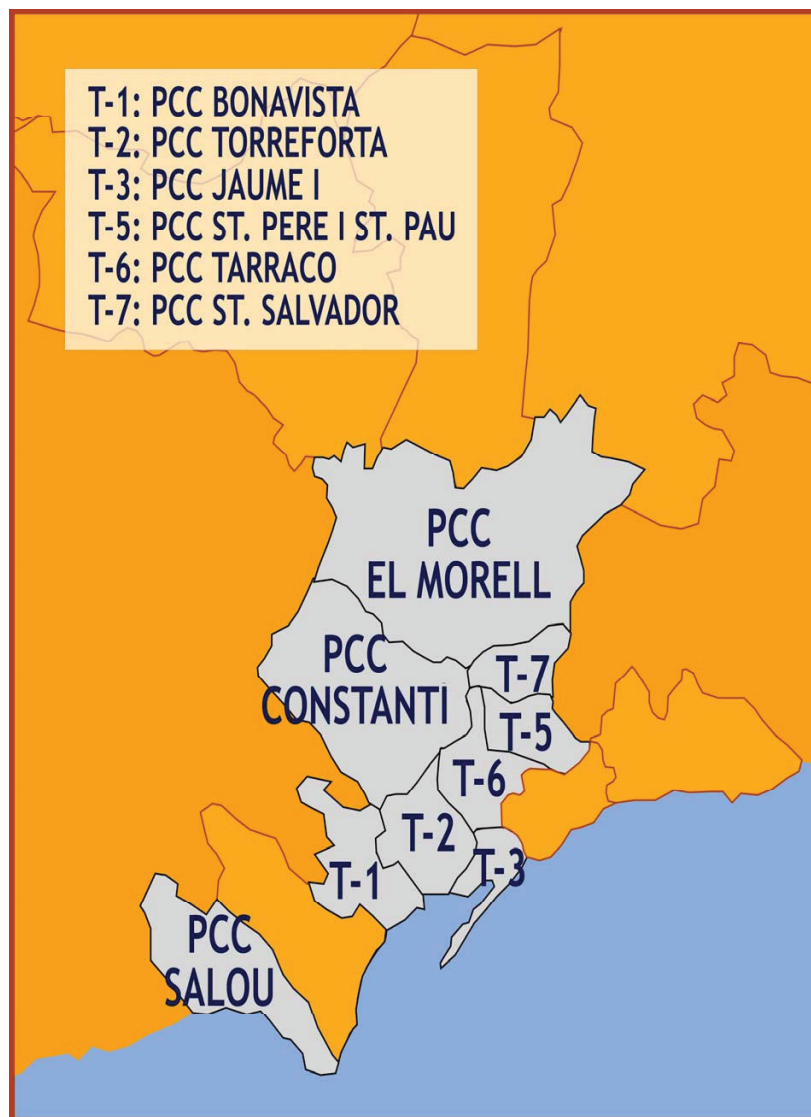 T-1: PCC BONAVISTA
T-2: PCC TORREFORTA
T-3: PCC JAUME I
T-5: PCC ST. PERE I ST. PAU
T-6: PCC TARRACO
T-7: PCC ST. SALVADOR
PCC
EL MORELL
PCC
CONSTANTI
T-7
T-5
T-6
T-2
T-1
T-3
PCC
SALOU